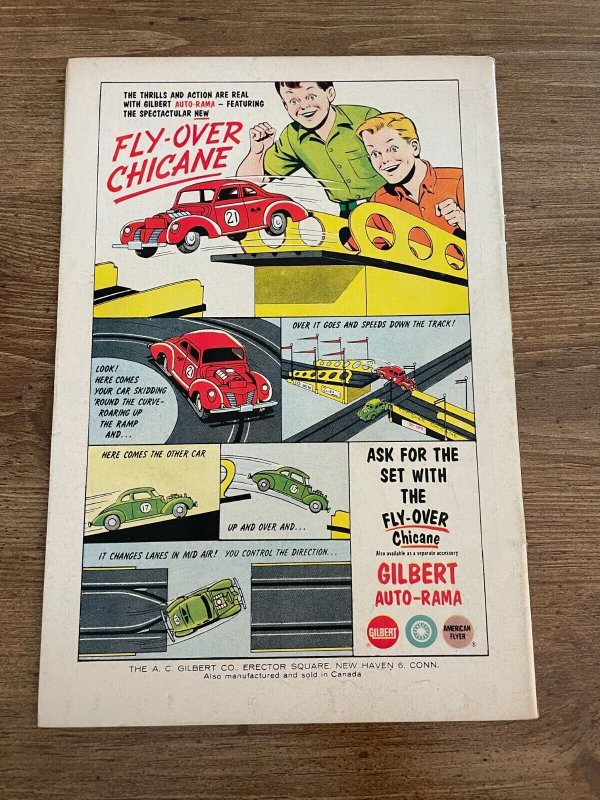 THE THRILLS AND ACTION ARE REAL
WITH GILBERT AUTO-RAMA – FEATURING
THE SPECTACULAR NEW
FLY-OVER
CHICANE
21
LOOK!
HERE COMES
YOUR CAR SKIDDING
'ROUND THE CURVE-
ROARING UP
THE RAMP
AND...
21
OVER IT GOES AND SPEEDS DOWN THE TRACK!
HERE COMES THE OTHER CAR
17
UP AND OVER AND...
IT CHANGES LANES IN MID AIR! YOU CONTROL THE DIRECTION...
ASK FOR THE
SET WITH
THE
FLY-OVER
Chicane
Also available as a separate accessory
GILBERT
AUTO-RAMA
GILBERT
AMERICAN
FLYER
THE A. C. GILBERT CO. ERECTOR SQUARE, NEW HAVEN 6, CONN.
Also manufactured and sold in Canada